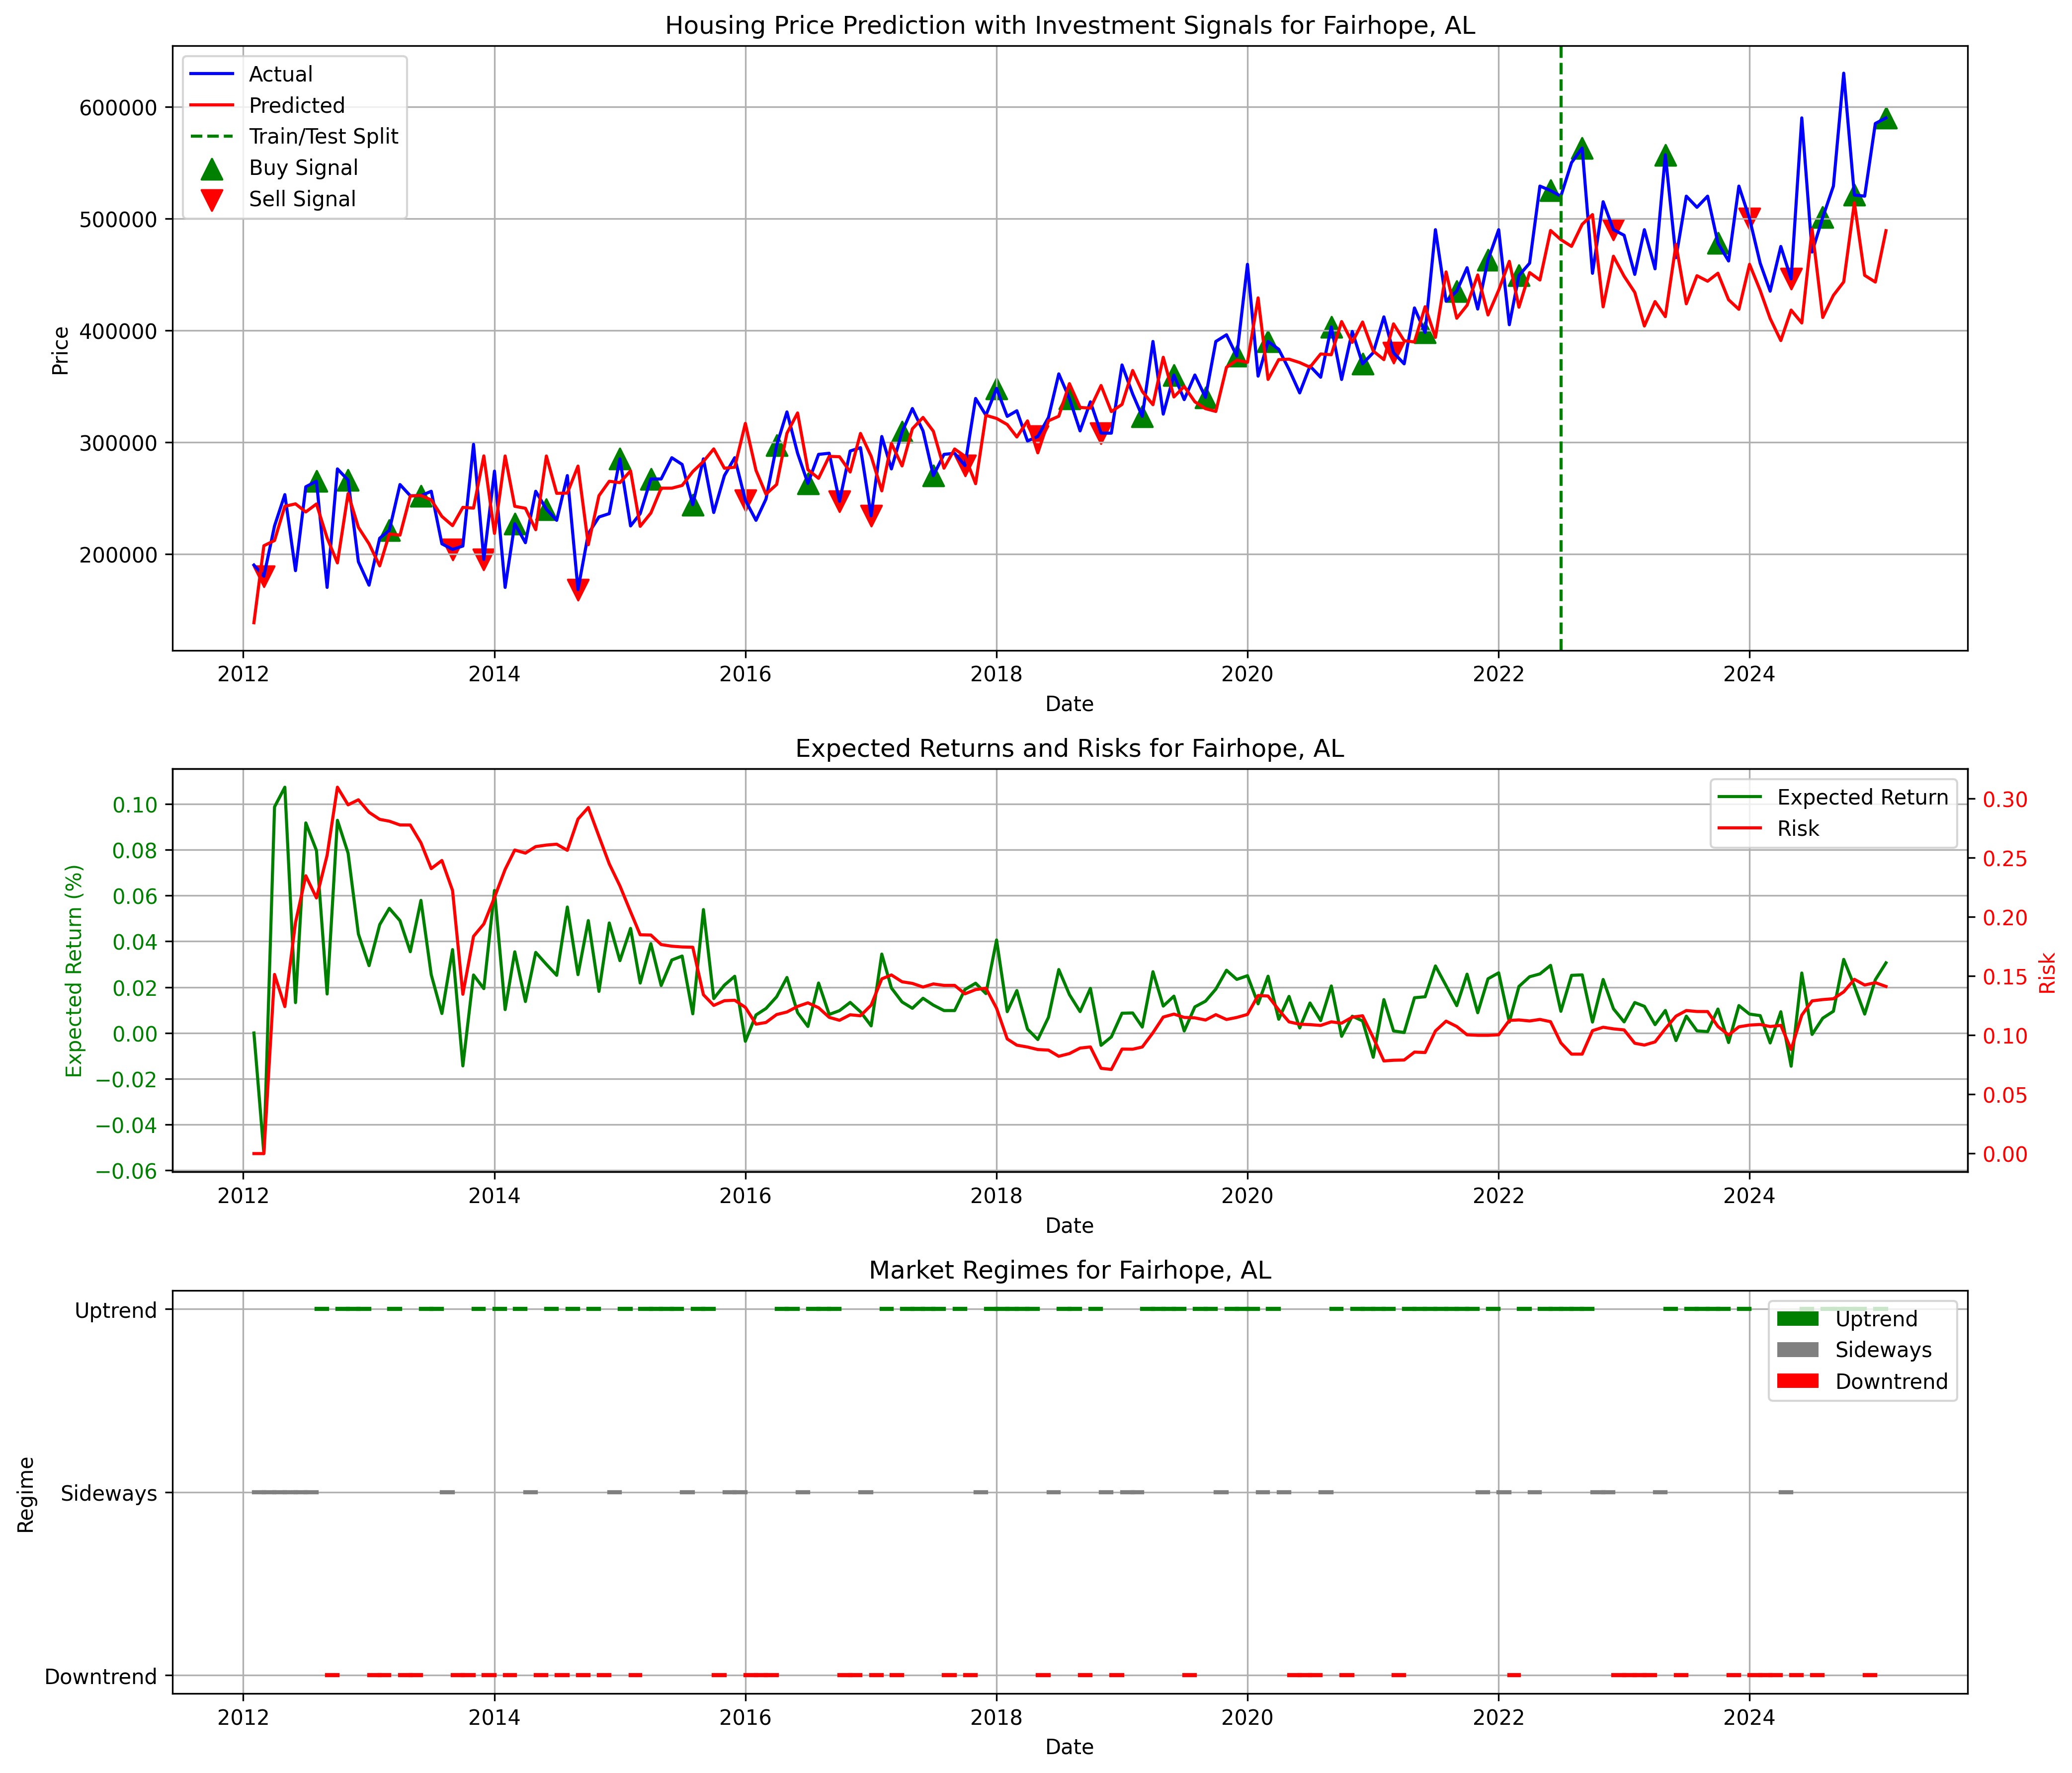 Housing Price Prediction with Investment Signals for Fairhope, AL
Actual
Predicted
Train/Test Split
Buy Signal
Sell Signal
600000
500000
400000
300000
200000
Price
2012 2014 2016 2018 2020 2022 2024
Date
Expected Returns and Risks for Fairhope, AL
Expected Return
Risk
0.10
0.08
0.06
0.04
0.02
0.00
−0.02
−0.04
−0.06
Expected Return (%)
0.30
0.25
0.20
0.15
0.10
0.05
0.00
Risk
2012 2014 2016 2018 2020 2022 2024
Date
Market Regimes for Fairhope, AL
Uptrend
Sideways
Downtrend
Uptrend
Sideways
Downtrend
Regime
2012 2014 2016 2018 2020 2022 2024
Date